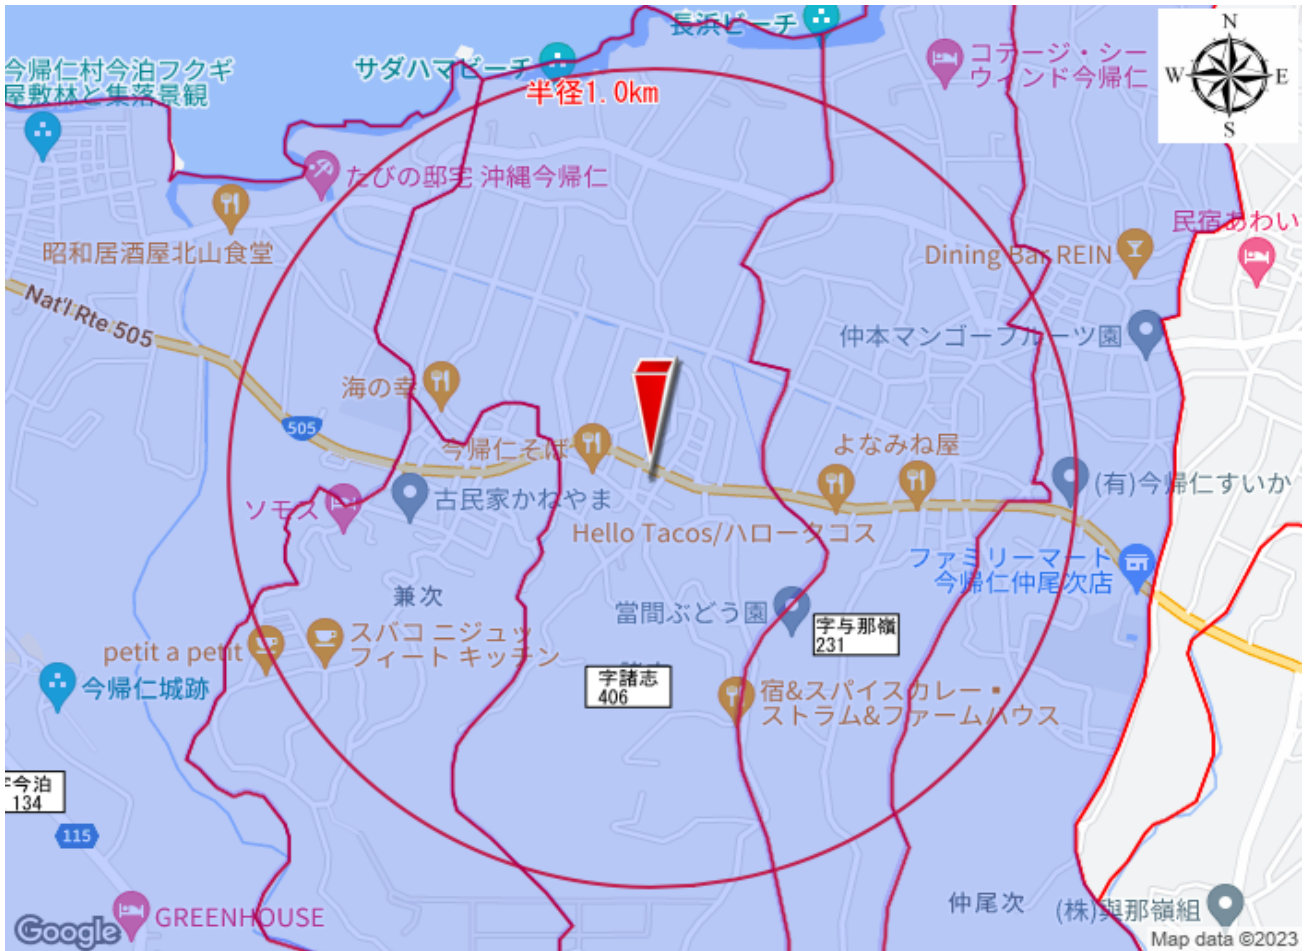 長浜ビーチ
コテージ・シー
ウィンド今帰仁
N
W
E
S
今帰仁村今泊フクギ
屋敷林と集落景観
サダハマビーチ
半径1.0km
たびの邸宅 沖縄今帰仁
昭和居酒屋北山食堂
民宿あわい
Dining Bar REIN
Nat'l Rte 505
仲本マンゴーフルーツ園
海の幸
505
今帰仁そば
よなみね屋
(有)今帰仁すいか
ソモス
古民家かねやま
Hello Tacos/ハロータコス
ファミリーマート
今帰仁仲尾次店
兼次
當間ぶどう園
字与那嶺
231
スバコ ニジュッ
フィート キッチン
petit a petit
今帰仁城跡
字諸志
406
宿&スパイスカレー・
ストラム&ファームハウス
字今泊
134
115
GREENHOUSE
仲尾次
(株)與那嶺組
Google
Map data ©2023